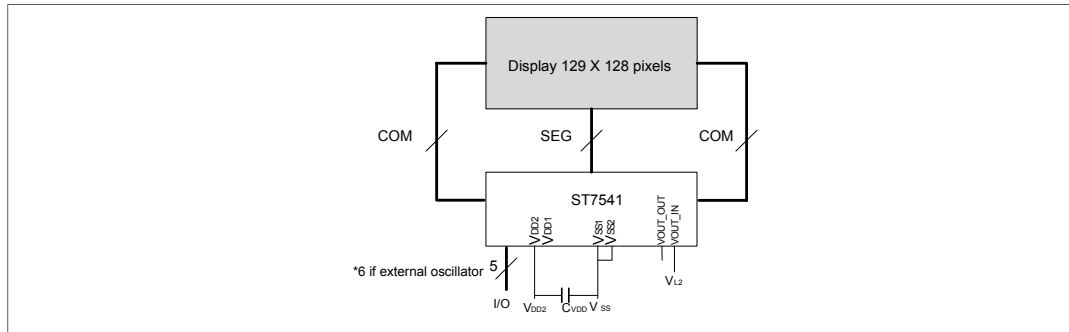 Display 129 X 128 pixels
COM
SEG
COM
ST7541
VDD2
VDD1
VSS1
VSS2
VOUT_OUT
VOUT_IN
*6 if external oscillator
5
I/O
VDD2
CVDD
VSS
VL2